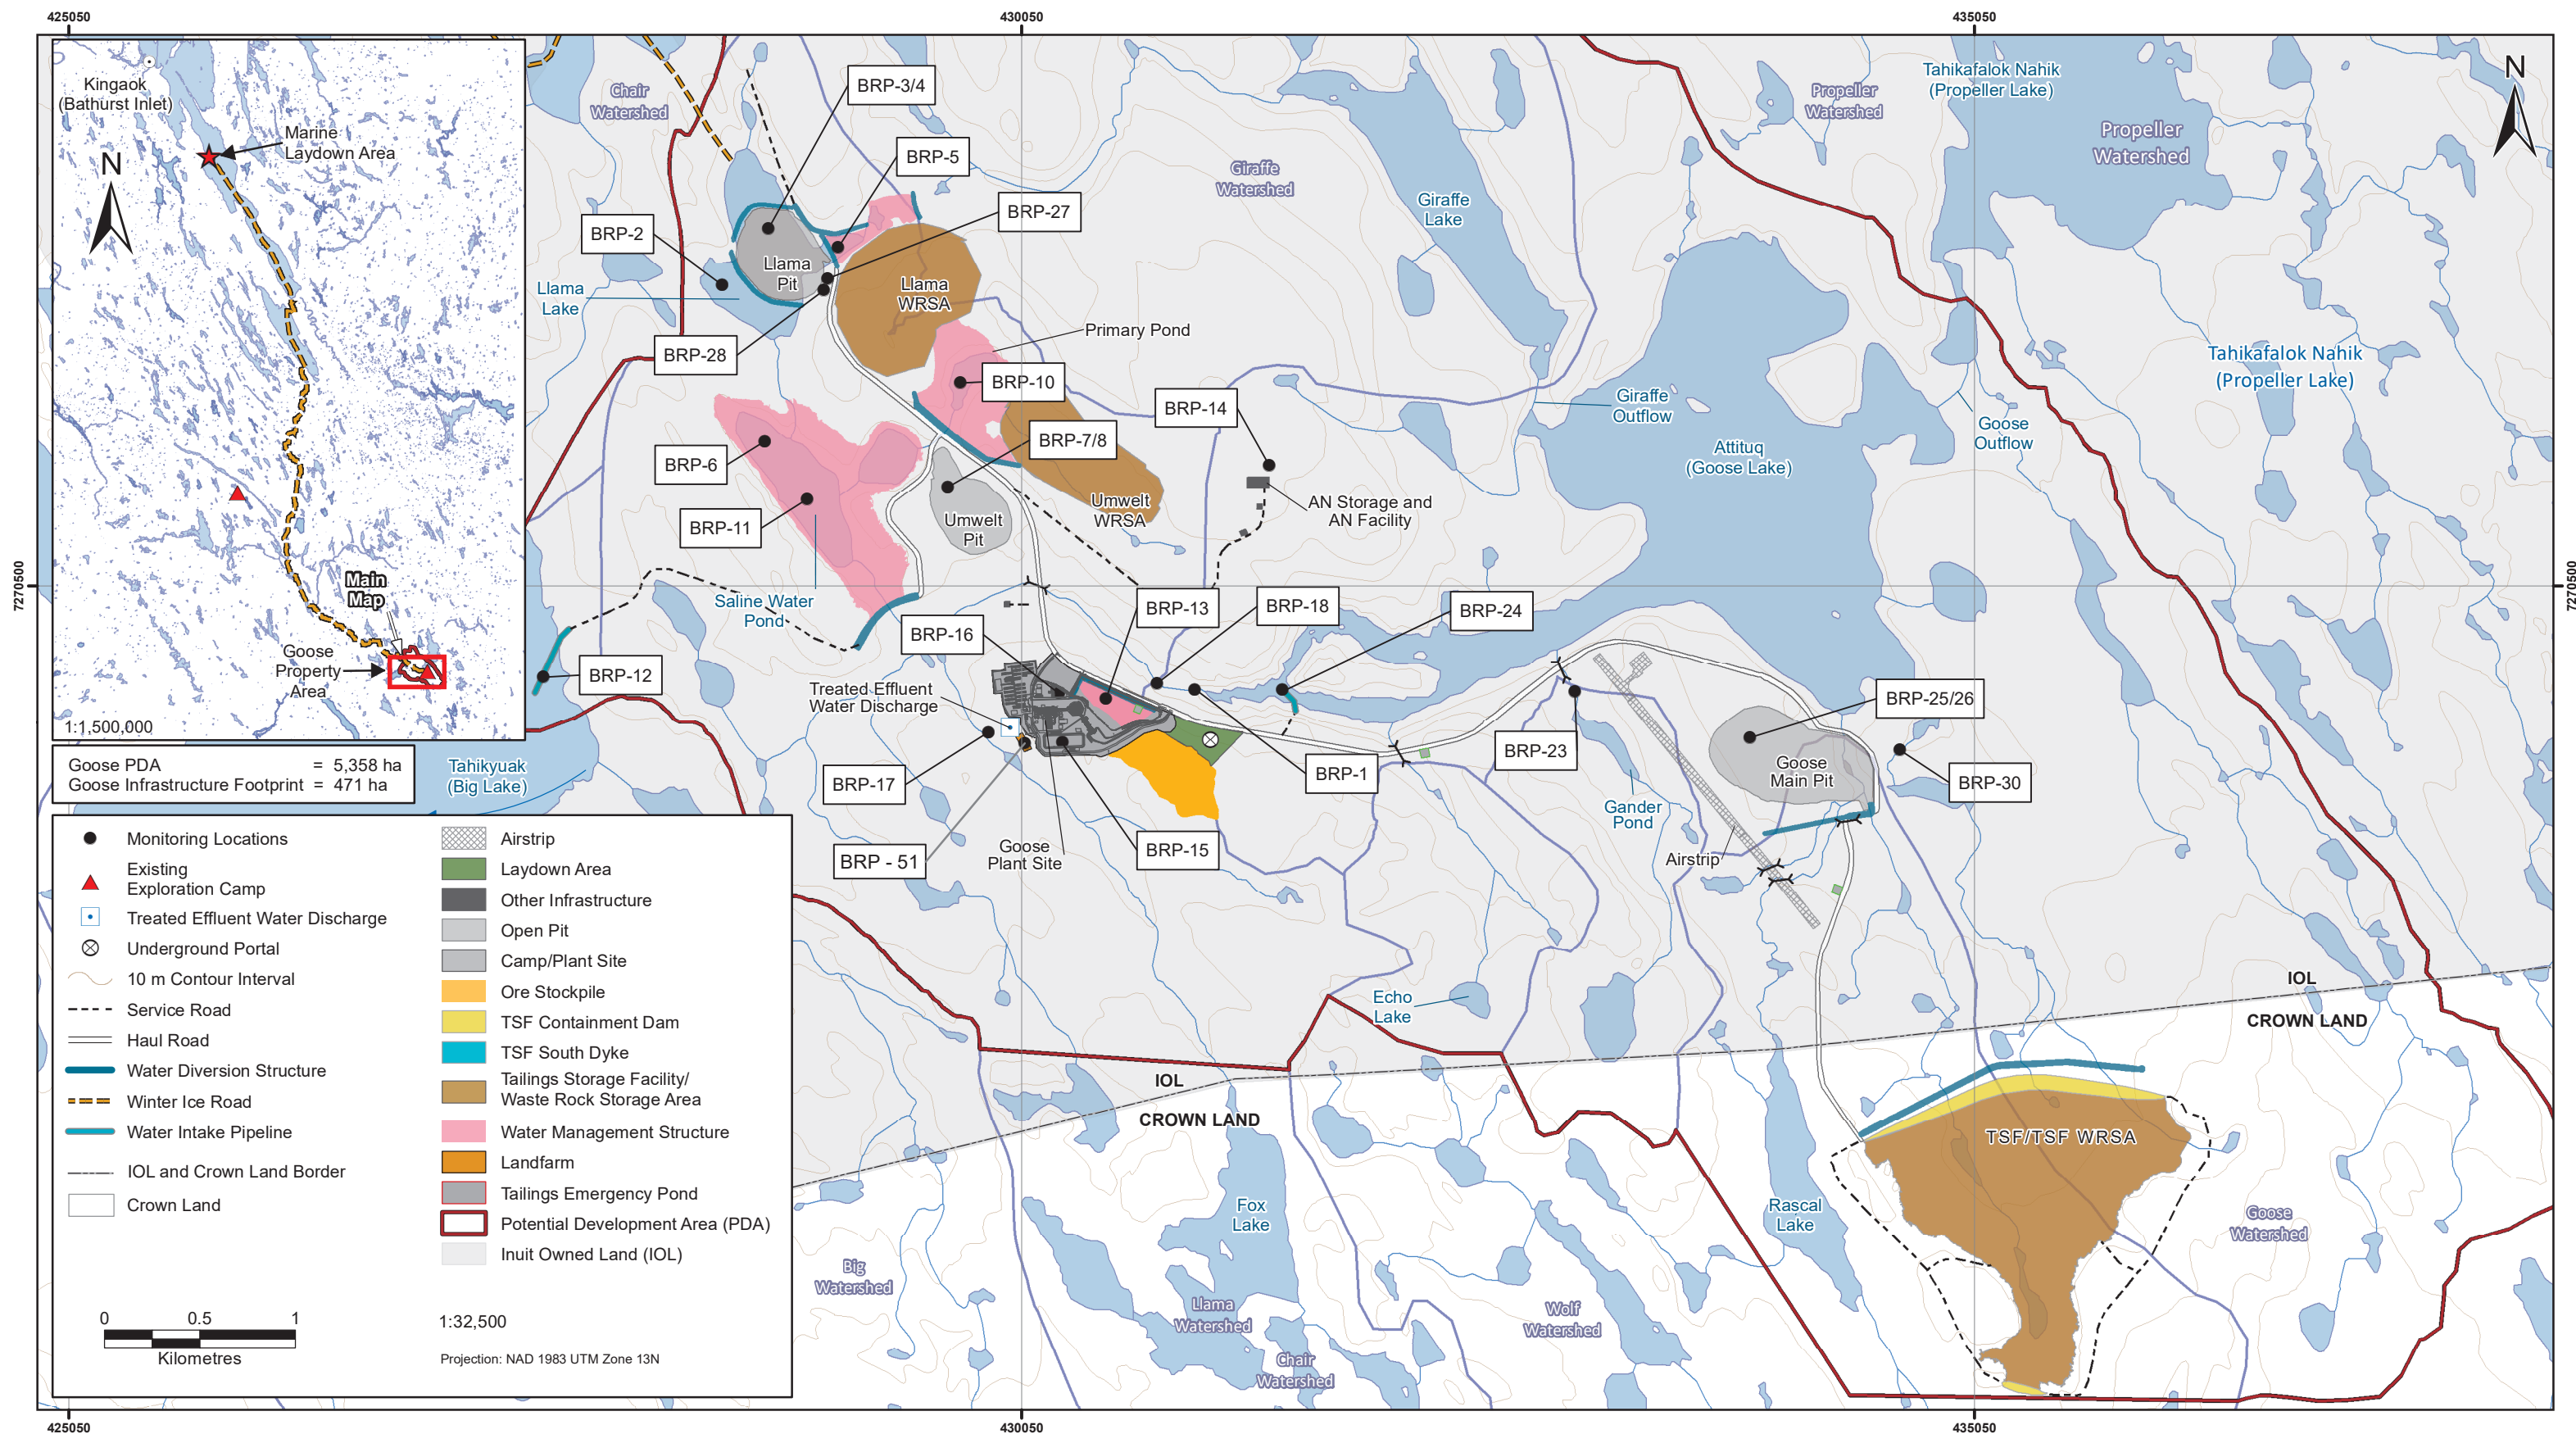 425050
430050
435050
Kingaok
(Bathurst Inlet)
Marine
Laydown Area
N
Main
Map
Goose
Property
Area
1:1,500,000
Goose PDA = 5,358 ha
Goose Infrastructure Footprint = 471 ha
Chair
Watershed
BRP-3/4
BRP-5
BRP-27
BRP-2
Llama
Pit
Llama
Lake
Llama
WRSA
BRP-28
Primary Pond
BRP-10
BRP-14
BRP-7/8
BRP-6
BRP-11
Umwelt
Pit
Umwelt
WRSA
AN Storage and
AN Facility
Giraffe
Watershed
Giraffe
Lake
Propeller
Watershed
Tahikafalok Nahik
(Propeller Lake)
Propeller
Watershed
N
Tahikafalok Nahik
(Propeller Lake)
Giraffe
Outflow
Goose
Outflow
Attituq
(Goose Lake)
7270500
7270500
Saline Water
Pond
BRP-13
BRP-18
BRP-24
BRP-16
BRP-12
Treated Effluent
Water Discharge
BRP-17
BRP-1
BRP-23
BRP-25/26
Goose
Main Pit
BRP-30
Gander
Pond
Airstrip
Tahikyuak
(Big Lake)
BRP - 51
Goose
Plant Site
BRP-15
Echo
Lake
IOL
CROWN LAND
IOL
CROWN LAND
TSF/TSF WRSA
Fox
Lake
Rascal
Lake
Goose
Watershed
Big
Watershed
Llama
Watershed
Wolf
Watershed
Chair
Watershed
Monitoring Locations
Existing
Exploration Camp
Treated Effluent Water Discharge
Underground Portal
10 m Contour Interval
Service Road
Haul Road
Water Diversion Structure
Winter Ice Road
Water Intake Pipeline
IOL and Crown Land Border
Crown Land
Airstrip
Laydown Area
Other Infrastructure
Open Pit
Camp/Plant Site
Ore Stockpile
TSF Containment Dam
TSF South Dyke
Tailings Storage Facility/
Waste Rock Storage Area
Water Management Structure
Landfarm
Tailings Emergency Pond
Potential Development Area (PDA)
Inuit Owned Land (IOL)
0 0.5 1
Kilometres
1:32,500
Projection: NAD 1983 UTM Zone 13N
425050
430050
435050